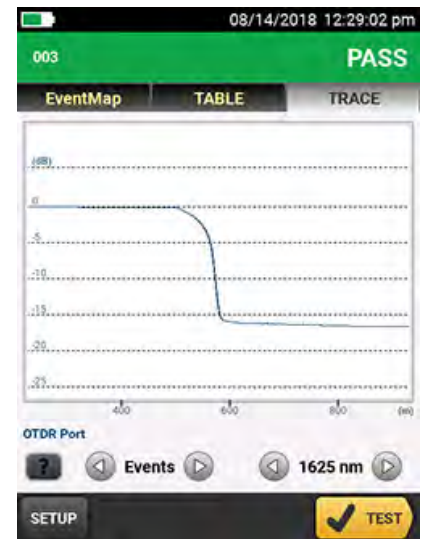 08/14/2018 12:29:02 pm
003 PASS
EventMap TABLE TRACE
(dB)
0
-5
-10
-15
-20
-25
400 600 800 (m)
OTDR Port
? Events 1625 nm
SETUP TEST